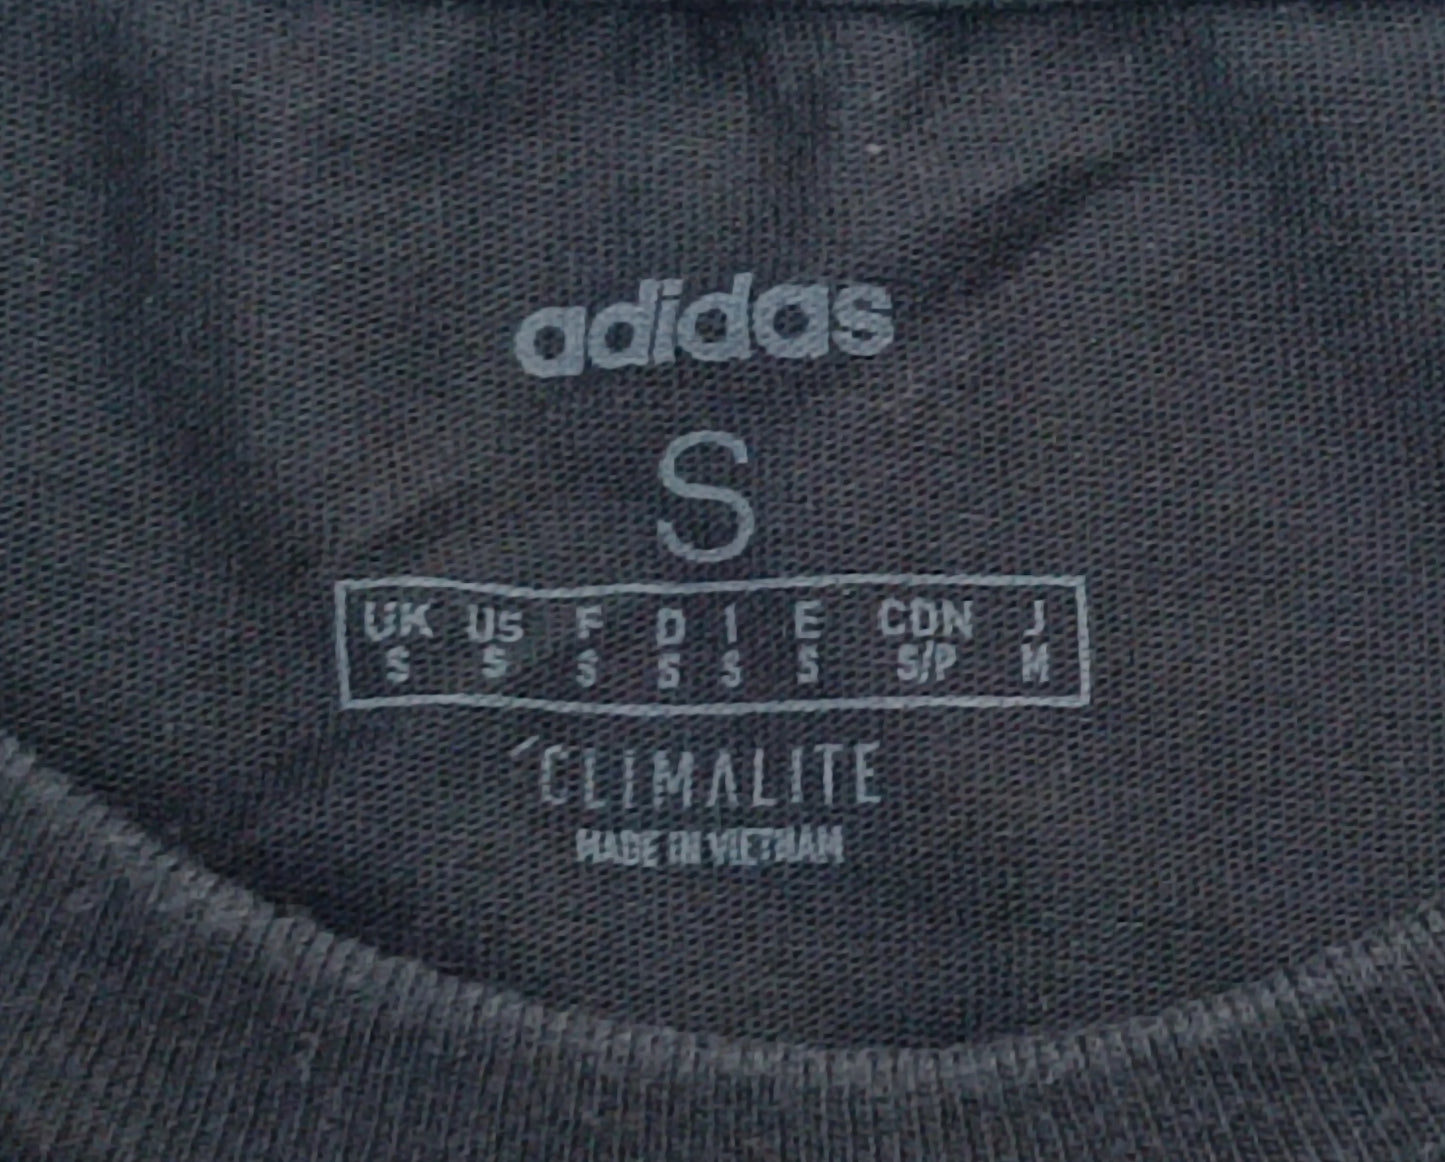 adidas
S
UK US F D I E CDN J
S S S S S S S/P M
CLIMALITE
MADE IN VIETNAM